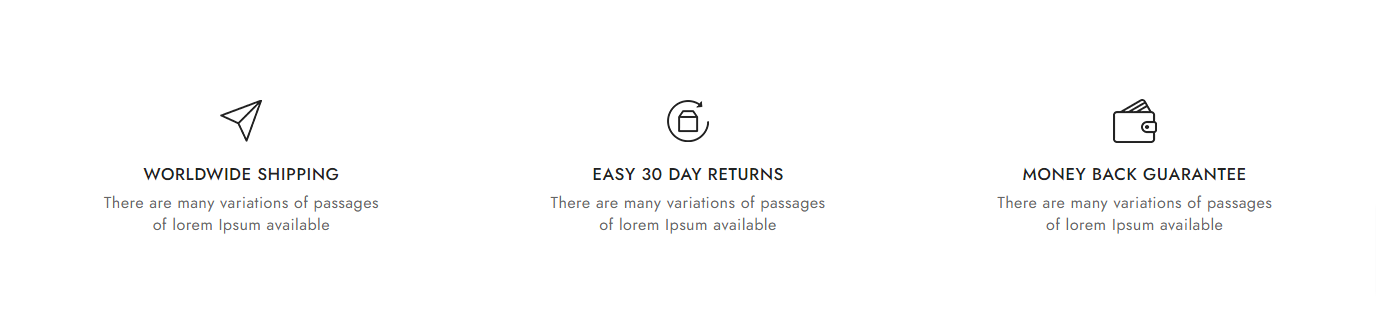 WORLDWIDE SHIPPING
There are many variations of passages
of lorem Ipsum available
EASY 30 DAY RETURNS
There are many variations of passages
of lorem Ipsum available
MONEY BACK GUARANTEE
There are many variations of passages
of lorem Ipsum available